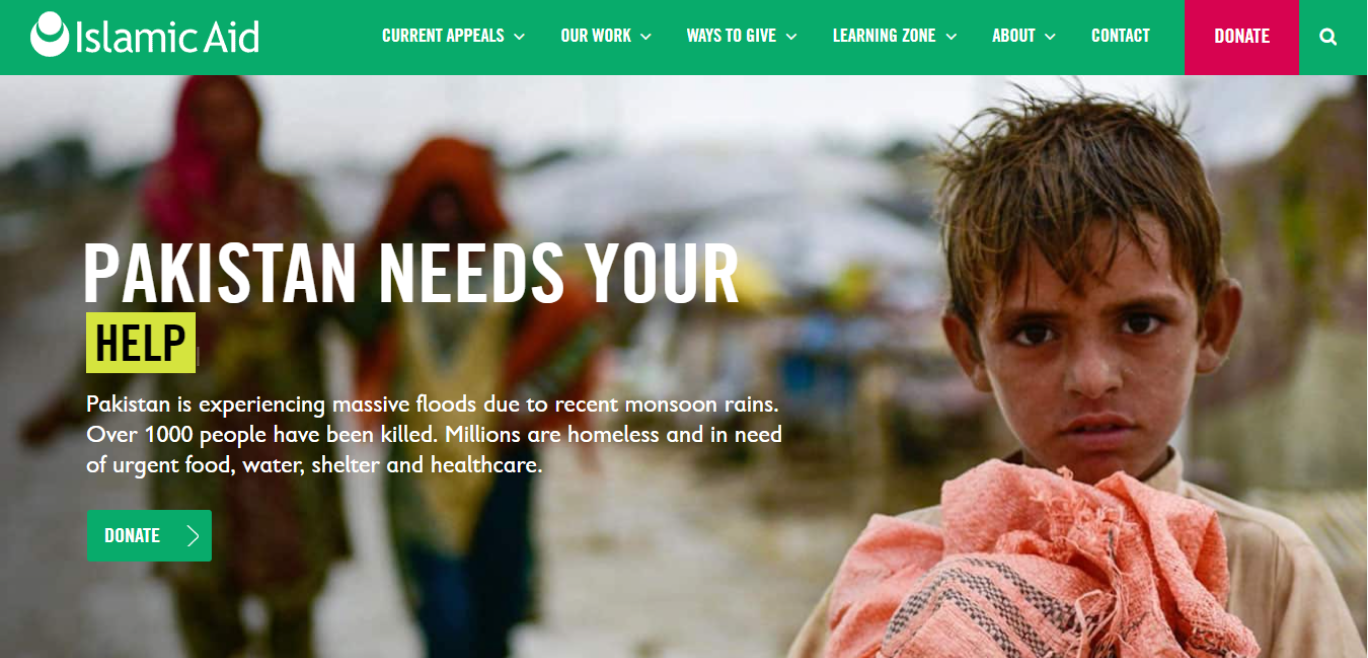 Islamic Aid
CURRENT APPEALS
OUR WORK
WAYS TO GIVE
LEARNING ZONE
ABOUT
CONTACT
DONATE
PAKISTAN NEEDS YOUR
HELP
Pakistan is experiencing massive floods due to recent monsoon rains.
Over 1000 people have been killed. Millions are homeless and in need
of urgent food, water, shelter and healthcare.
DONATE